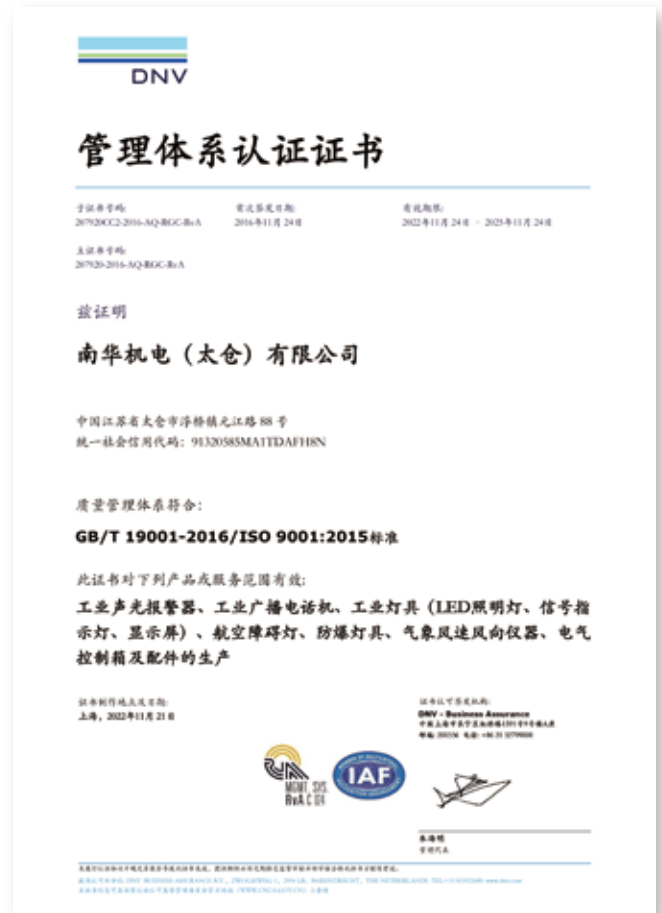 DNV
管理体系认证证书
子证书号码: 首次签发日期: 有效期限:
207920CC2-2016-AQ-RGC-RvA 2016年11月24日 2022年11月24日 - 2025年11月24日
主证书号码:
207920-2016-AQ-RGC-RvA
兹证明
南华机电（太仓）有限公司
中国江苏省太仓市浮桥镇元江路 88 号
统一社会信用代码: 91320585MA1TDAFH8N
质量管理体系符合:
GB/T 19001-2016/ISO 9001:2015标准
此证书对下列产品或服务范围有效:
工业声光报警器、工业广播电话机、工业灯具（LED照明灯、信号指
示灯、显示屏）、航空障碍灯、防爆灯具、气象风速风向仪器、电气
控制箱及配件的生产
证书制作地点及日期: 证书认可签发机构:
上海, 2022年11月21日 DNV - Business Assurance
MGMT. SYS.
RvA C 024
IAF
管理代表